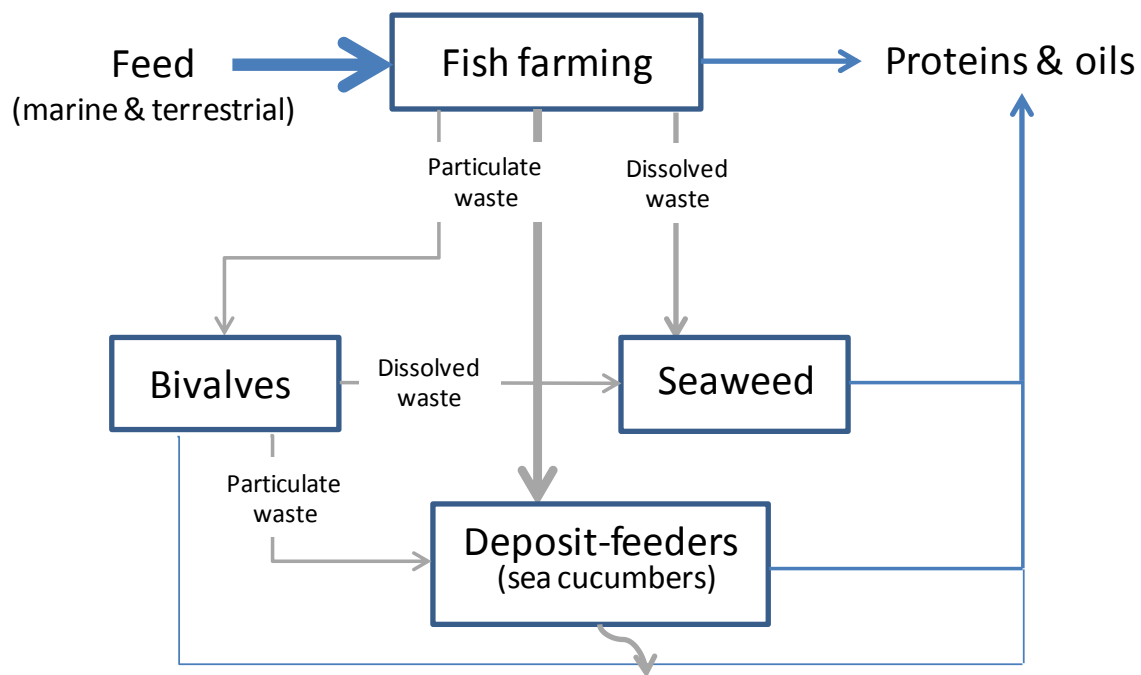 Feed
(marine & terrestrial)
Fish farming
Proteins & oils
Particulate
waste
Dissolved
waste
Bivalves
Dissolved
waste
Seaweed
Particulate
waste
Deposit-feeders
(sea cucumbers)